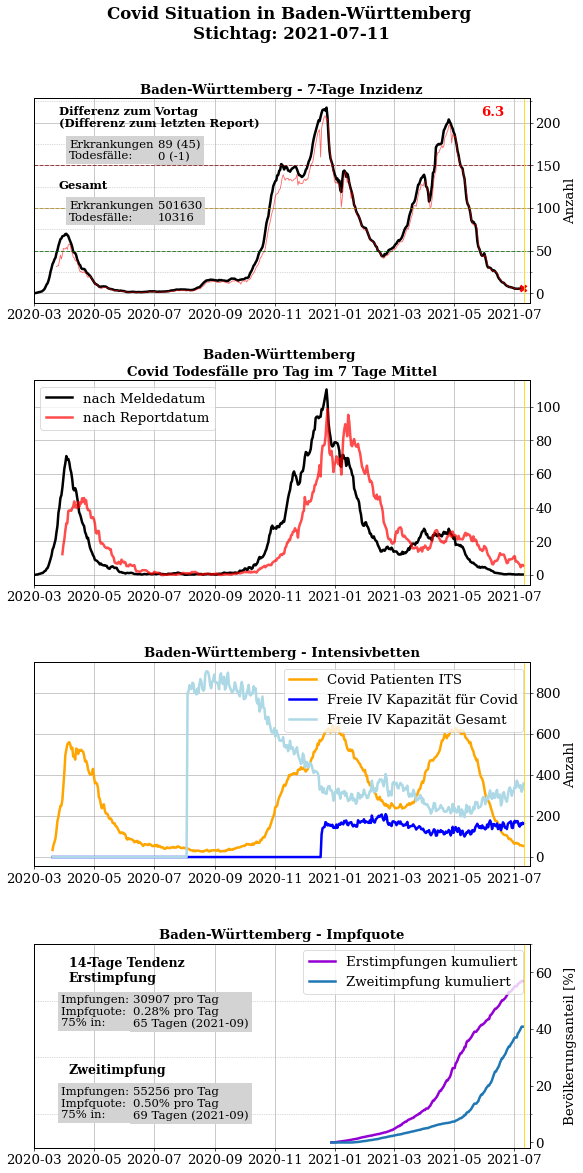 Covid Situation in Baden-Württemberg
Stichtag: 2021-07-11
Baden-Württemberg - 7-Tage Inzidenz
Differenz zum Vortag
(Differenz zum letzten Report)
Erkrankungen 89 (45)
Todesfälle: 0 (-1)
Gesamt
Erkrankungen 501630
Todesfälle: 10316
6.3
200
150
100
50
0
Anzahl
2020-03 2020-05 2020-07 2020-09 2020-11 2021-01 2021-03 2021-05 2021-07
Baden-Württemberg
Covid Todesfälle pro Tag im 7 Tage Mittel
nach Meldedatum
nach Reportdatum
100
80
60
40
20
0
2020-03 2020-05 2020-07 2020-09 2020-11 2021-01 2021-03 2021-05 2021-07
Baden-Württemberg - Intensivbetten
Covid Patienten ITS
Freie IV Kapazität für Covid
Freie IV Kapazität Gesamt
800
600
400
200
0
Anzahl
2020-03 2020-05 2020-07 2020-09 2020-11 2021-01 2021-03 2021-05 2021-07
Baden-Württemberg - Impfquote
14-Tage Tendenz
Erstimpfung
Impfungen: 30907 pro Tag
Impfquote: 0.28% pro Tag
75% in: 65 Tagen (2021-09)
Zweitimpfung
Impfungen: 55256 pro Tag
Impfquote: 0.50% pro Tag
75% in: 69 Tagen (2021-09)
Erstimpfungen kumuliert
Zweitimpfung kumuliert
60
40
20
0
Bevölkerungsanteil [%]
2020-03 2020-05 2020-07 2020-09 2020-11 2021-01 2021-03 2021-05 2021-07